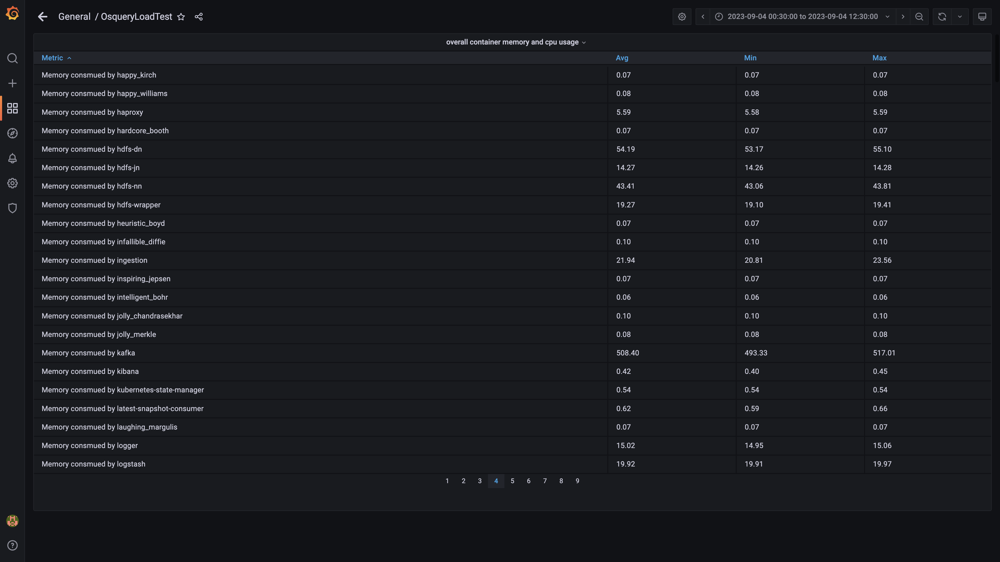 General / OsqueryLoadTest
2023-09-04 00:30:00 to 2023-09-04 12:30:00
overall container memory and cpu usage
Metric Avg Min Max
Memory consmued by happy_kirch 0.07 0.07 0.07
Memory consmued by happy_williams 0.08 0.08 0.08
Memory consmued by haproxy 5.59 5.58 5.59
Memory consmued by hardcore_booth 0.07 0.07 0.07
Memory consmued by hdfs-dn 54.19 53.17 55.10
Memory consmued by hdfs-jn 14.27 14.26 14.28
Memory consmued by hdfs-nn 43.41 43.06 43.81
Memory consmued by hdfs-wrapper 19.27 19.10 19.41
Memory consmued by heuristic_boyd 0.07 0.07 0.07
Memory consmued by infallible_diffie 0.10 0.10 0.10
Memory consmued by ingestion 21.94 20.81 23.56
Memory consmued by inspiring_jepsen 0.07 0.07 0.07
Memory consmued by intelligent_bohr 0.06 0.06 0.06
Memory consmued by jolly_chandrasekhar 0.10 0.10 0.10
Memory consmued by jolly_merkle 0.08 0.08 0.08
Memory consmued by kafka 508.40 493.33 517.01
Memory consmued by kibana 0.42 0.40 0.45
Memory consmued by kubernetes-state-manager 0.54 0.54 0.54
Memory consmued by latest-snapshot-consumer 0.62 0.59 0.66
Memory consmued by laughing_margulis 0.07 0.07 0.07
Memory consmued by logger 15.02 14.95 15.06
Memory consmued by logstash 19.92 19.91 19.97
1 2 3 4 5 6 7 8 9